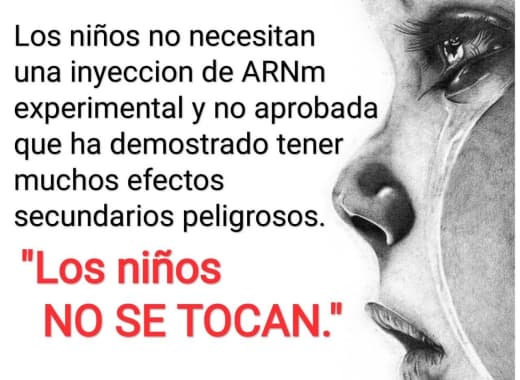 Los niños no necesitan
una inyeccion de ARNm
experimental y no aprobada
que ha demostrado tener
muchos efectos
secundarios peligrosos.
"Los niños
NO SE TOCAN."